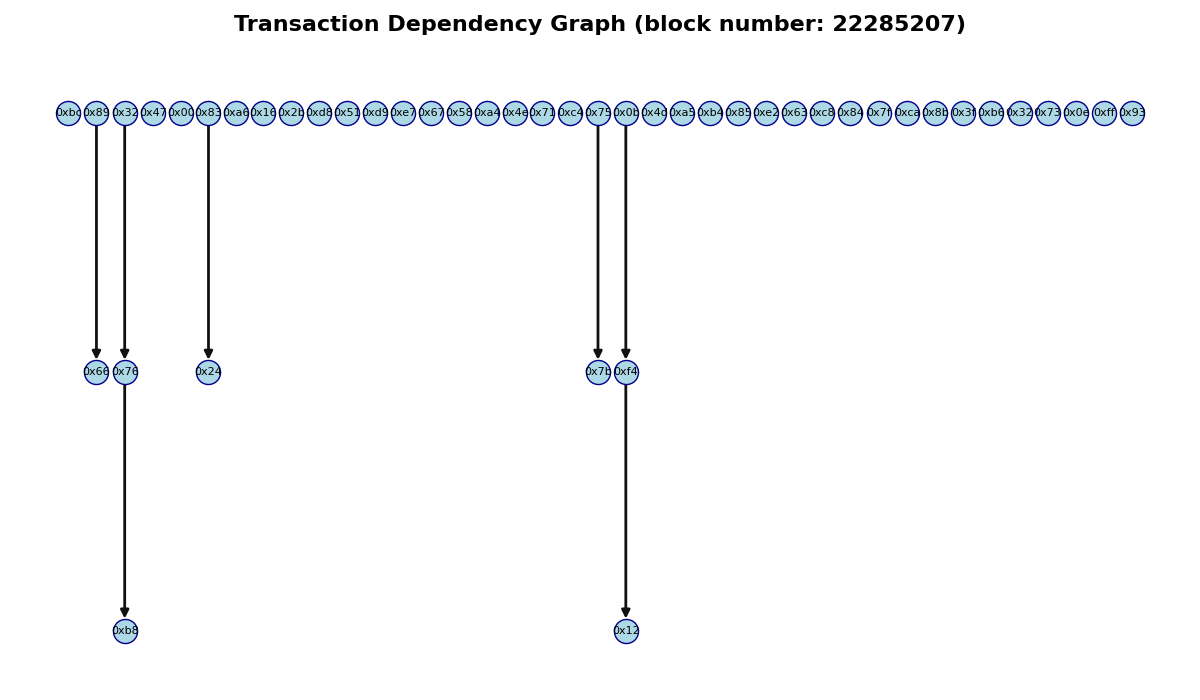 Transaction Dependency Graph (block number: 22285207)
0xbc 0x89 0x32 0x47 0x00 0x83 0xa6 0x16 0x2b 0xd8 0x51 0xd9 0xe7 0x67 0x58 0xa4 0x4e 0x71 0xc4 0x75 0x0b 0x4d 0xa5 0xb4 0x85 0xe2 0x63 0xc8 0x84 0x7f 0xca 0x8b 0x3f 0xb6 0x32 0x73 0x0e 0xff 0x93
0x66 0x76 0x24 0x7b 0xf4
0xb8 0x12